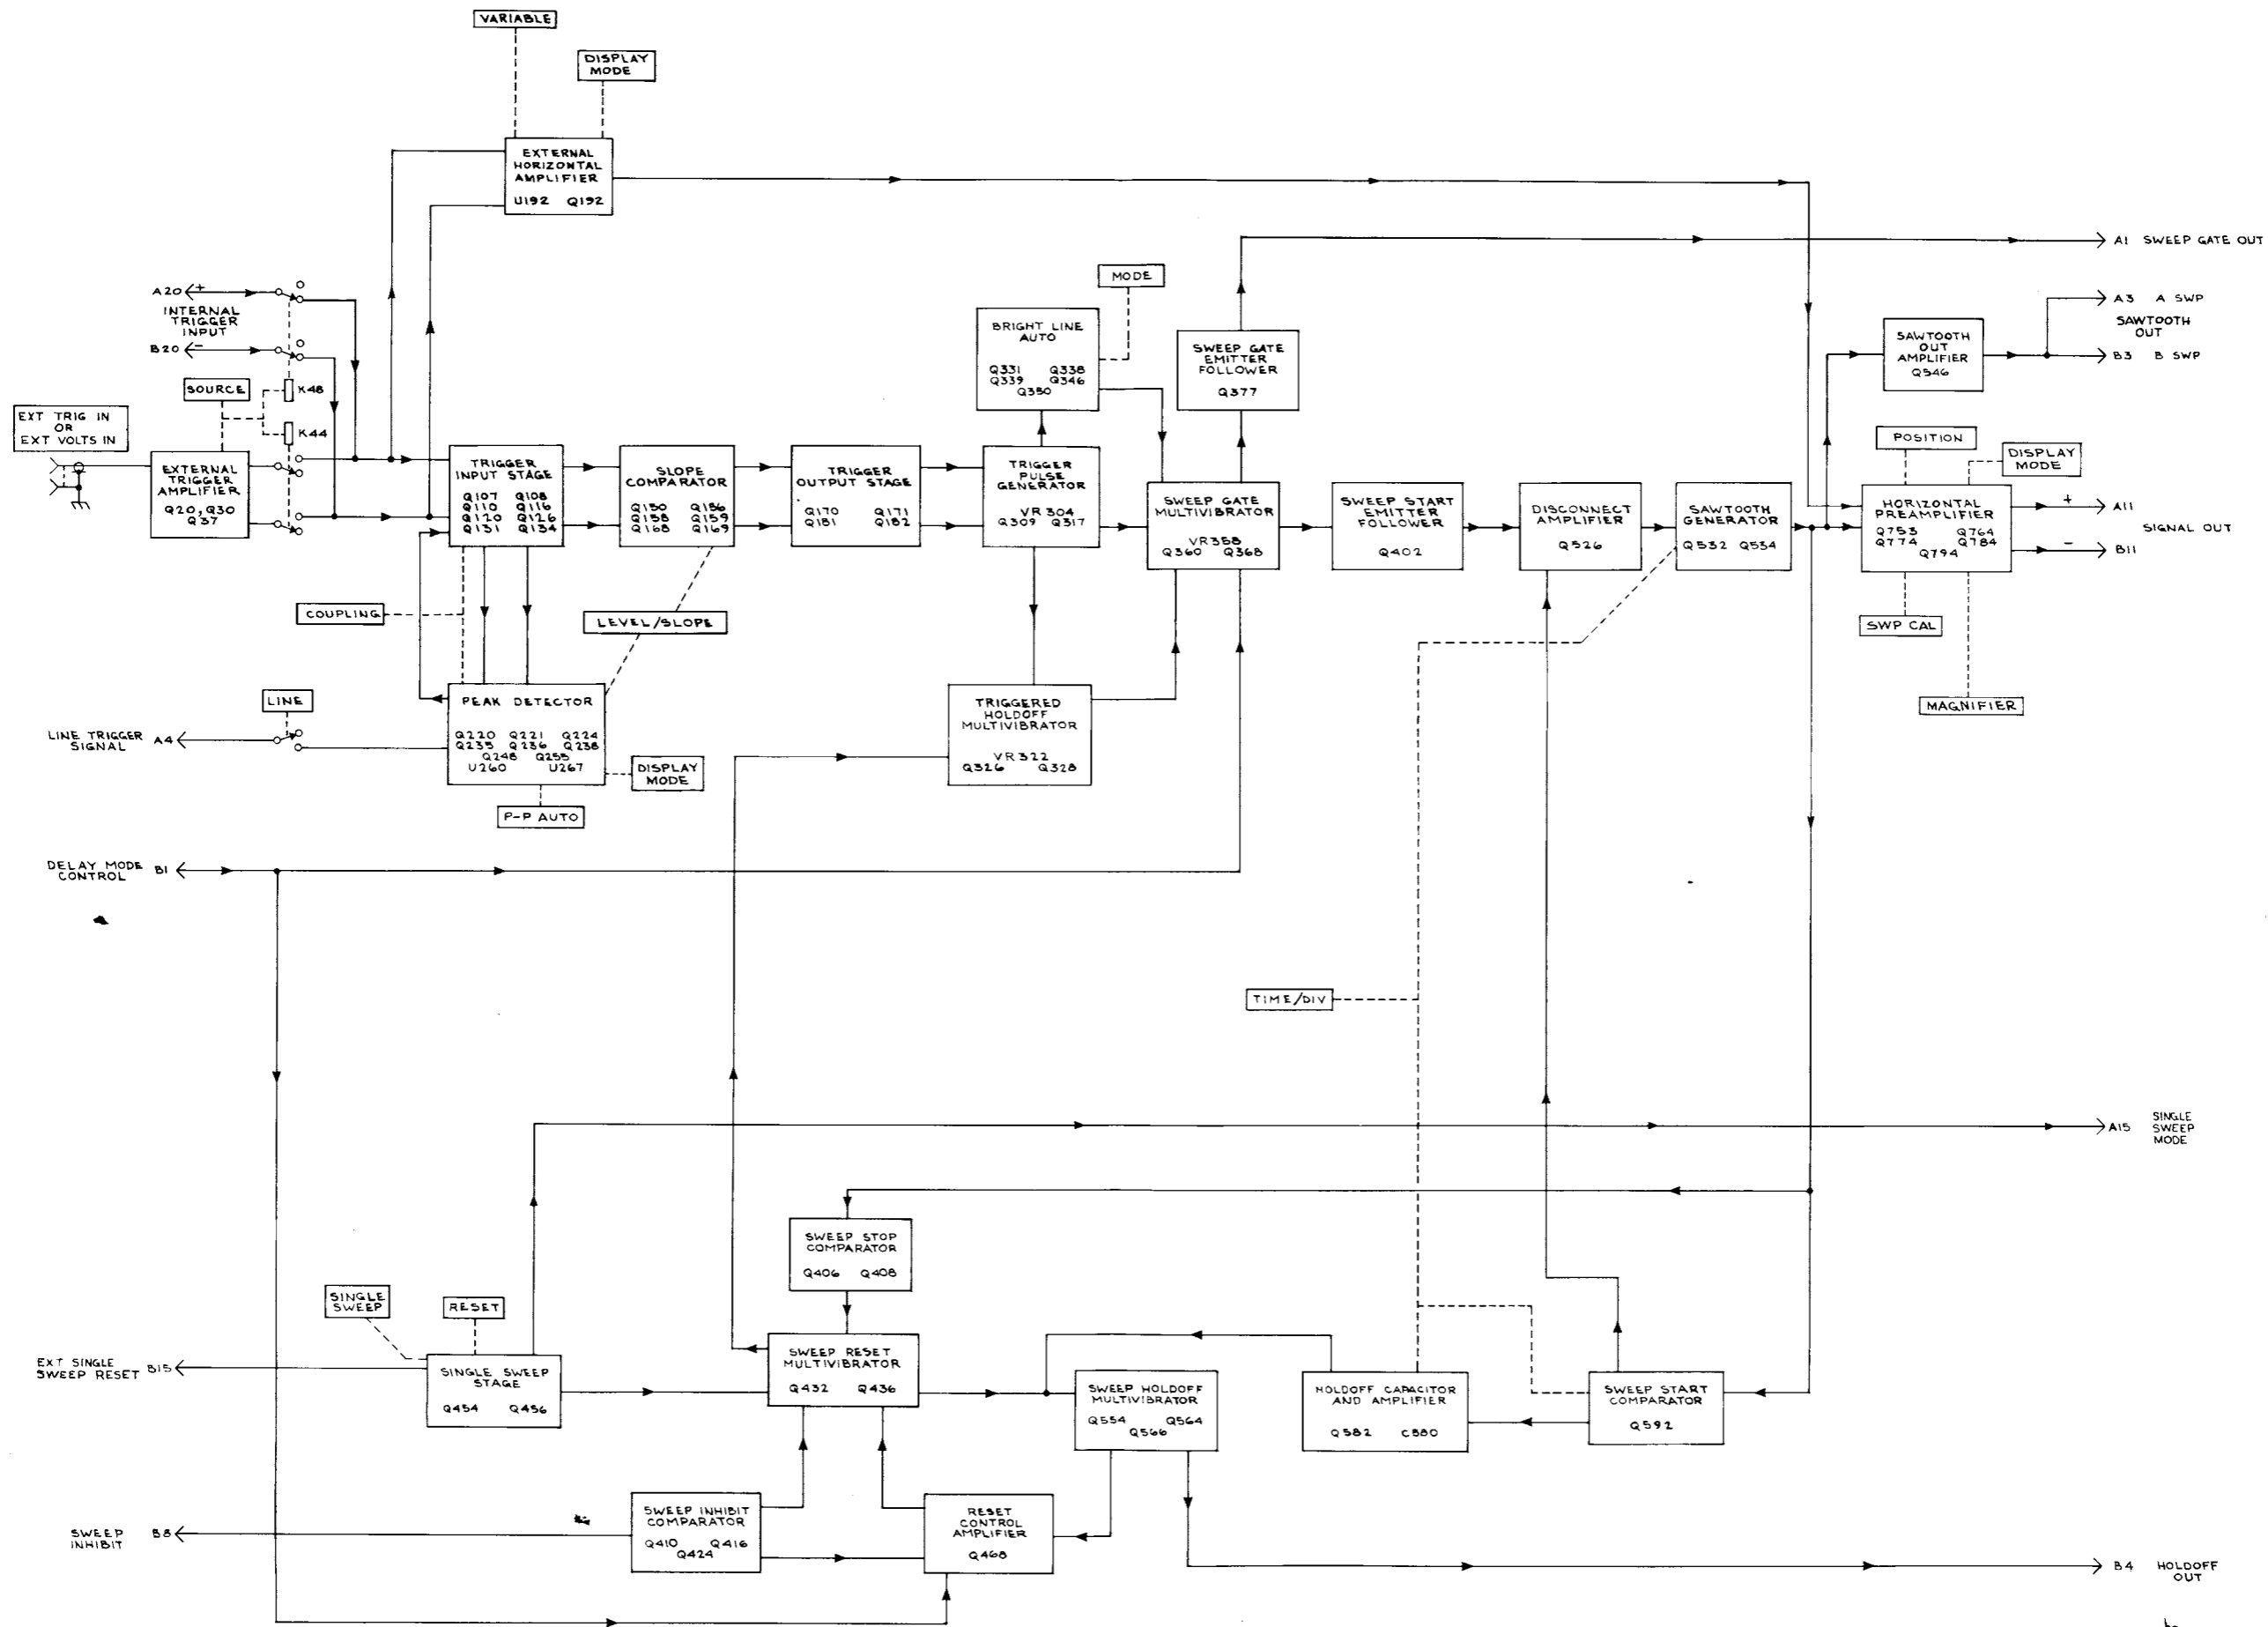 VARIABLE
DISPLAY
MODE
EXTERNAL
HORIZONTAL
AMPLIFIER
U192 Q192
A1 SWEEP GATE OUT
MODE
A20 +
INTERNAL
TRIGGER
INPUT
B20 -
SOURCE
K48
K44
EXT TRIG IN
OR
EXT VOLTS IN
EXTERNAL
TRIGGER
AMPLIFIER
Q20, Q30
Q37
TRIGGER
INPUT STAGE
Q107 Q108
Q110 Q116
Q120 Q126
Q131 Q134
SLOPE
COMPARATOR
Q150 Q156
Q158 Q159
Q168 Q169
TRIGGER
OUTPUT STAGE
Q170 Q171
Q181 Q182
BRIGHT LINE
AUTO
Q331 Q338
Q339 Q346
Q350
TRIGGER
PULSE
GENERATOR
VR304
Q309 Q317
SWEEP GATE
EMITTER
FOLLOWER
Q377
SWEEP GATE
MULTIVIBRATOR
VR358
Q360 Q368
SWEEP START
EMITTER
FOLLOWER
Q402
DISCONNECT
AMPLIFIER
Q526
SAWTOOTH
GENERATOR
Q532 Q534
SAWTOOTH
OUT
AMPLIFIER
Q546
A3 A SWP
SAWTOOTH
OUT
B3 B SWP
POSITION
DISPLAY
MODE
HORIZONTAL
PREAMPLIFIER
Q753 Q764
Q774 Q784
Q794
+ A11
SIGNAL OUT
- B11
SWP CAL
MAGNIFIER
COUPLING
LEVEL/SLOPE
LINE
LINE TRIGGER
SIGNAL A4
PEAK DETECTOR
Q220 Q221 Q224
Q235 Q236 Q238
Q248 Q255
U260 U267
DISPLAY
MODE
P-P AUTO
TRIGGERED
HOLDOFF
MULTIVIBRATOR
VR322
Q326 Q328
DELAY MODE
CONTROL B1
TIME/DIV
A15 SINGLE
SWEEP
MODE
SWEEP STOP
COMPARATOR
Q406 Q408
SINGLE
SWEEP
RESET
EXT SINGLE
SWEEP RESET B15
SINGLE SWEEP
STAGE
Q454 Q456
SWEEP RESET
MULTIVIBRATOR
Q432 Q436
SWEEP HOLDOFF
MULTIVIBRATOR
Q554 Q564
Q566
HOLDOFF CAPACITOR
AND AMPLIFIER
Q582 C580
SWEEP START
COMPARATOR
Q592
SWEEP
INHIBIT B8
SWEEP INHIBIT
COMPARATOR
Q410 Q416
Q424
RESET
CONTROL
AMPLIFIER
Q468
B4 HOLDOFF
OUT